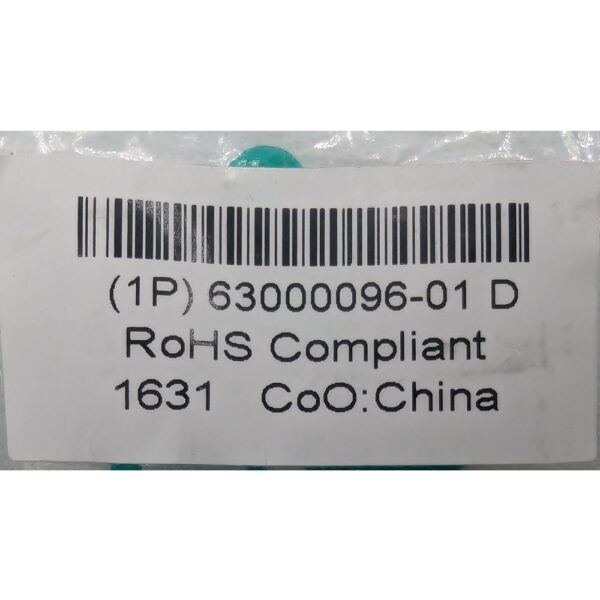 (1P) 63000096-01 D
RoHS Compliant
1631 CoO:China